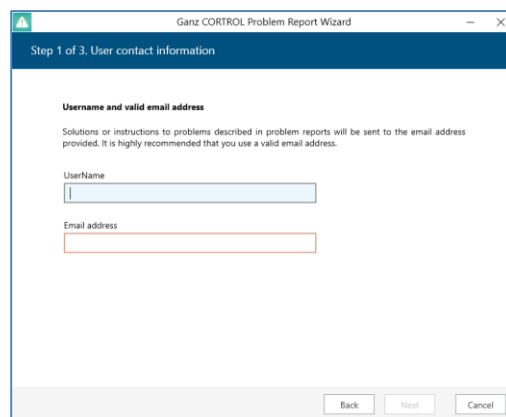 Ganz CORTROL Problem Report Wizard
Step 1 of 3. User contact information
Username and valid email address
Solutions or instructions to problems described in problem reports will be sent to the email address
provided. It is highly recommended that you use a valid email address.
UserName
Email address
Back
Next
Cancel